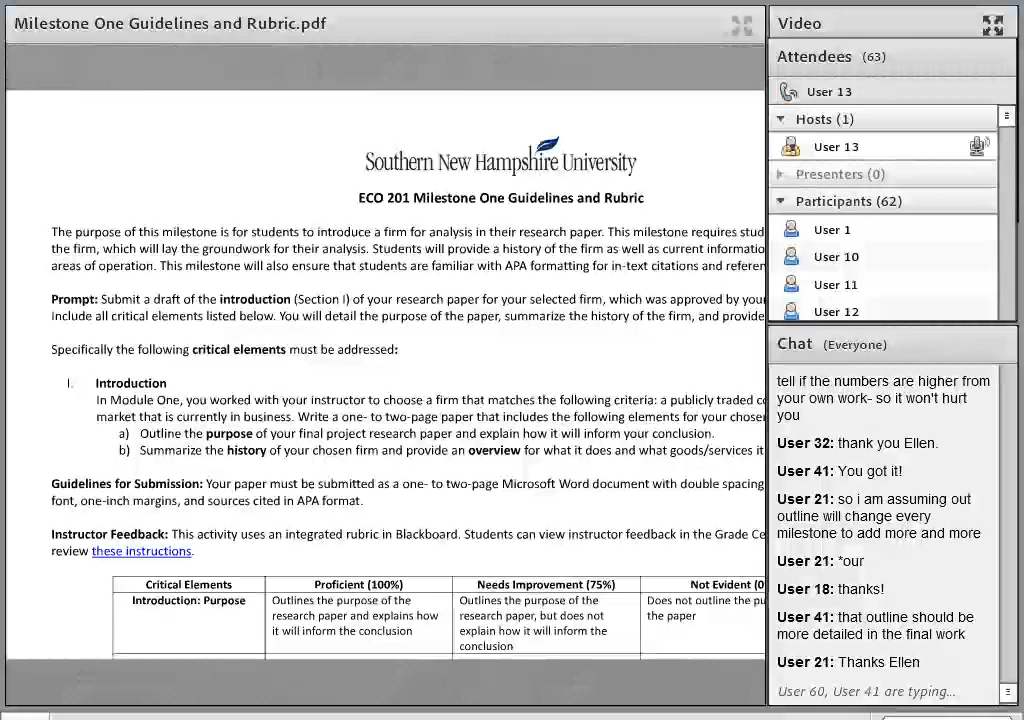 Milestone One Guidelines and Rubric.pdf
Southern New Hampshire University
ECO 201 Milestone One Guidelines and Rubric
The purpose of this milestone is for students to introduce a firm for analysis in their research paper. This milestone requires stud
the firm, which will lay the groundwork for their analysis. Students will provide a history of the firm as well as current informatio
areas of operation. This milestone will also ensure that students are familiar with APA formatting for in-text citations and referen
Prompt: Submit a draft of the introduction (Section I) of your research paper for your selected firm, which was approved by your
Include all critical elements listed below. You will detail the purpose of the paper, summarize the history of the firm, and provide
Specifically the following critical elements must be addressed:
I. Introduction
In Module One, you worked with your instructor to choose a firm that matches the following criteria: a publicly traded co
market that is currently in business. Write a one- to two-page paper that includes the following elements for your chosen
a) Outline the purpose of your final project research paper and explain how it will inform your conclusion.
b) Summarize the history of your chosen firm and provide an overview for what it does and what goods/services it
Guidelines for Submission: Your paper must be submitted as a one- to two-page Microsoft Word document with double spacing
font, one-inch margins, and sources cited in APA format.
Instructor Feedback: This activity uses an integrated rubric in Blackboard. Students can view instructor feedback in the Grade Ce
review these instructions.
Critical Elements Proficient (100%) Needs Improvement (75%) Not Evident (0
Introduction: Purpose
Outlines the purpose of the
research paper and explains how
it will inform the conclusion
Outlines the purpose of the
research paper, but does not
explain how it will inform the
conclusion
Does not outline the pu
the paper
Video
Attendees (63)
User 13
Hosts (1)
User 13
Presenters (0)
Participants (62)
User 1
User 10
User 11
User 12
Chat (Everyone)
tell if the numbers are higher from
your own work- so it won't hurt
you
User 32: thank you Ellen.
User 41: You got it!
User 21: so i am assuming out
outline will change every
milestone to add more and more
User 21: *our
User 18: thanks!
User 41: that outline should be
more detailed in the final work
User 21: Thanks Ellen
User 60, User 41 are typing...